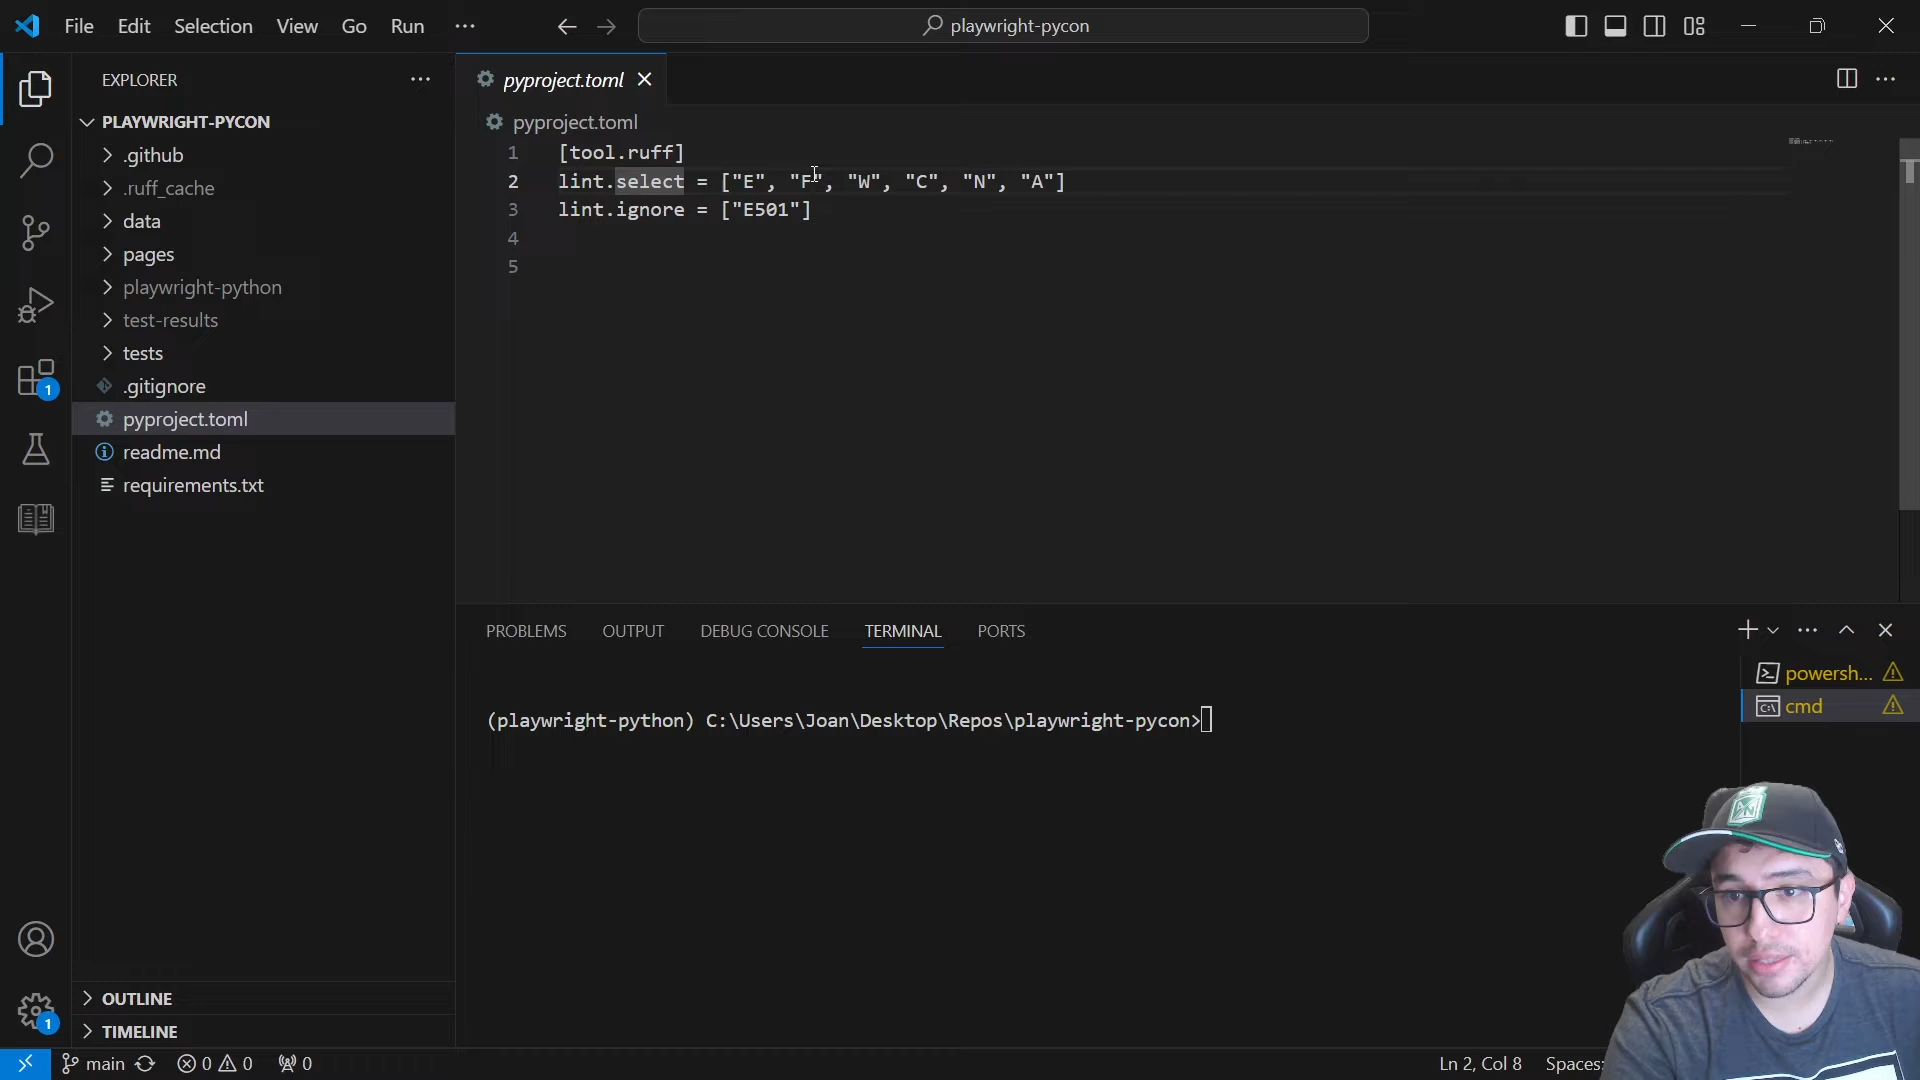 File Edit Selection View Go Run ···
playwright-pycon
EXPLORER
PLAYWRIGHT-PYCON
.github
.ruff_cache
data
pages
playwright-python
test-results
tests
.gitignore
pyproject.toml
readme.md
requirements.txt
OUTLINE
TIMELINE
pyproject.toml
pyproject.toml
1 [tool.ruff]
2 lint.select = ["E", "F", "W", "C", "N", "A"]
3 lint.ignore = ["E501"]
4
5
PROBLEMS OUTPUT DEBUG CONSOLE TERMINAL PORTS
(playwright-python) C:\Users\Joan\Desktop\Repos\playwright-pycon>
powersh...
cmd
1
1
main 0 0 0
Ln 2, Col 8 Spaces: